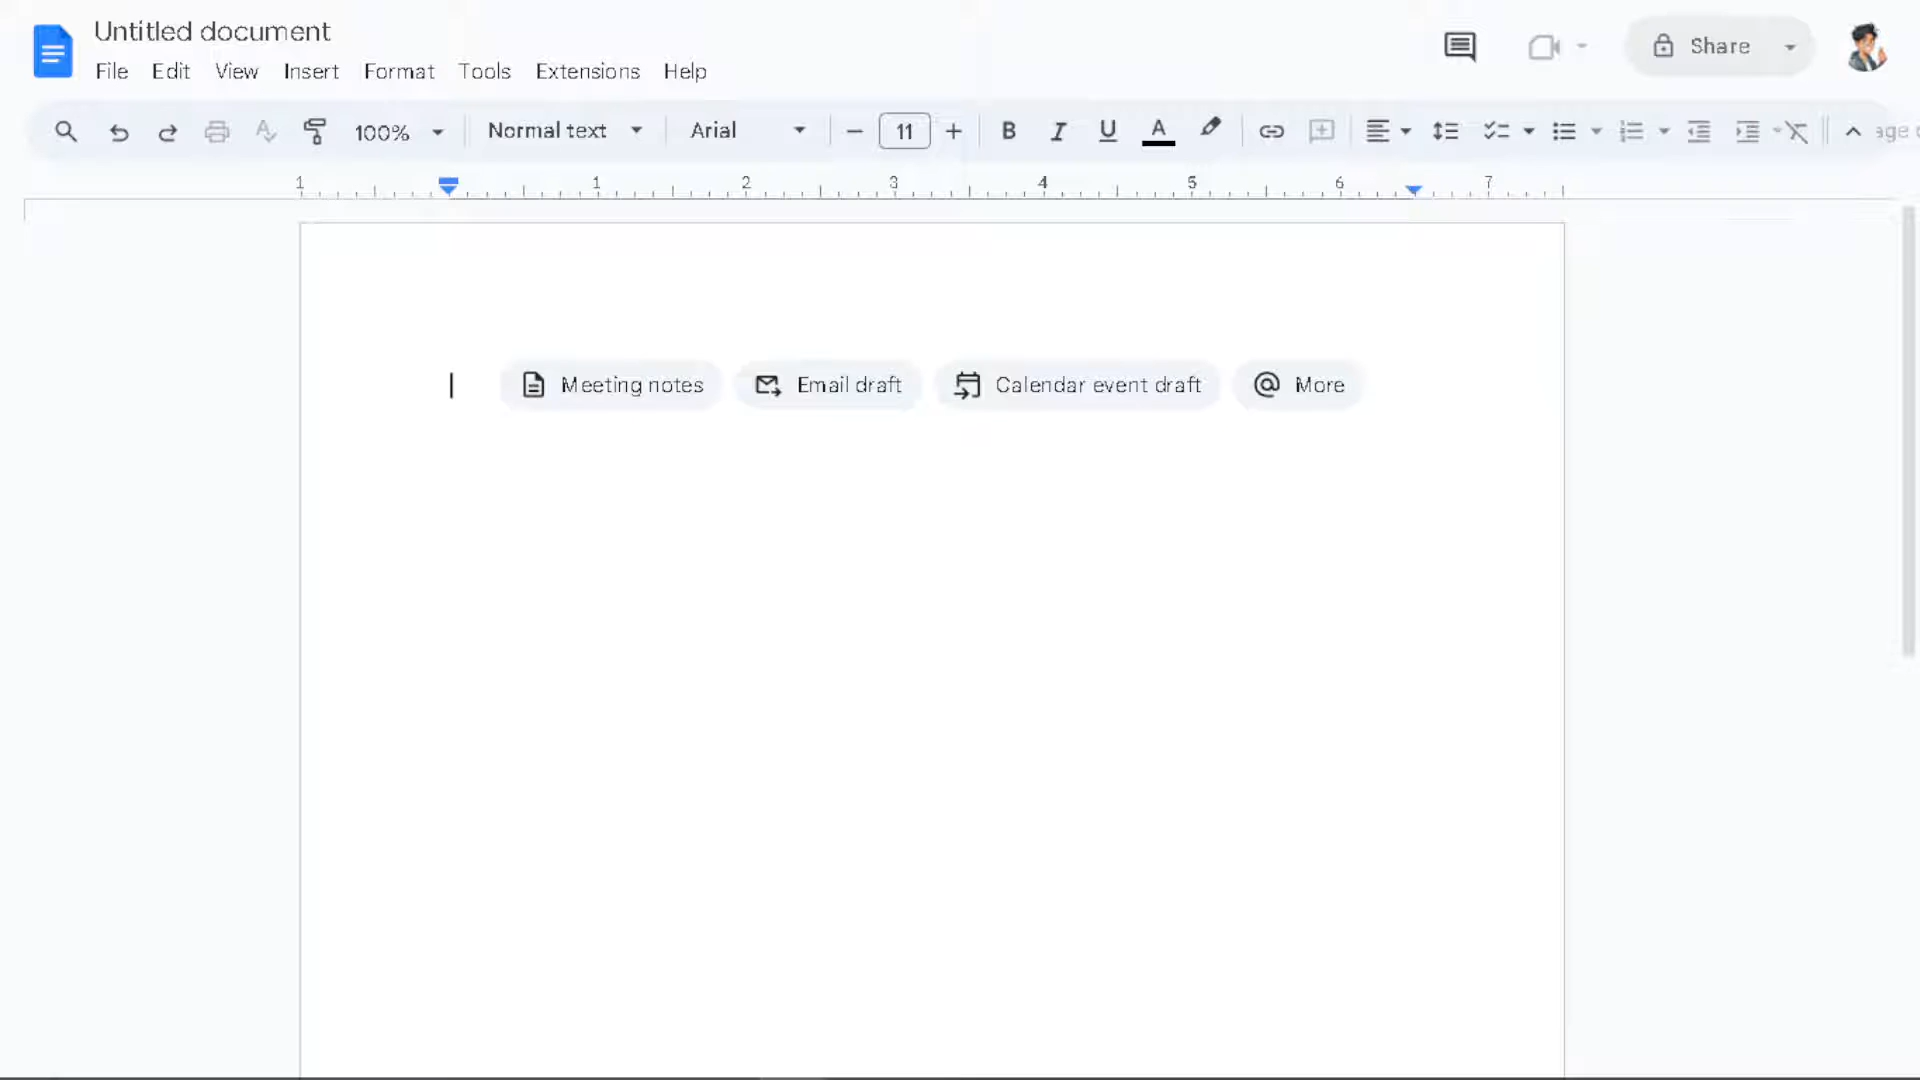 Untitled document
File Edit View Insert Format Tools Extensions Help
Share
100% Normal text Arial 11 B I U A
1 1 2 3 4 5 6 7
Meeting notes Email draft Calendar event draft More